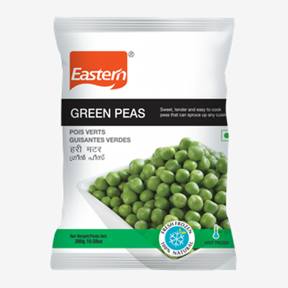 Eastern
GREEN PEAS
Sweet, tender and easy to cook
peas that can spruce up any
POIS VERTS
GUISANTES VERDES
हरी मटर
ഗ്രീൻ പീസ്
FRESH FROZEN
100% NATURAL